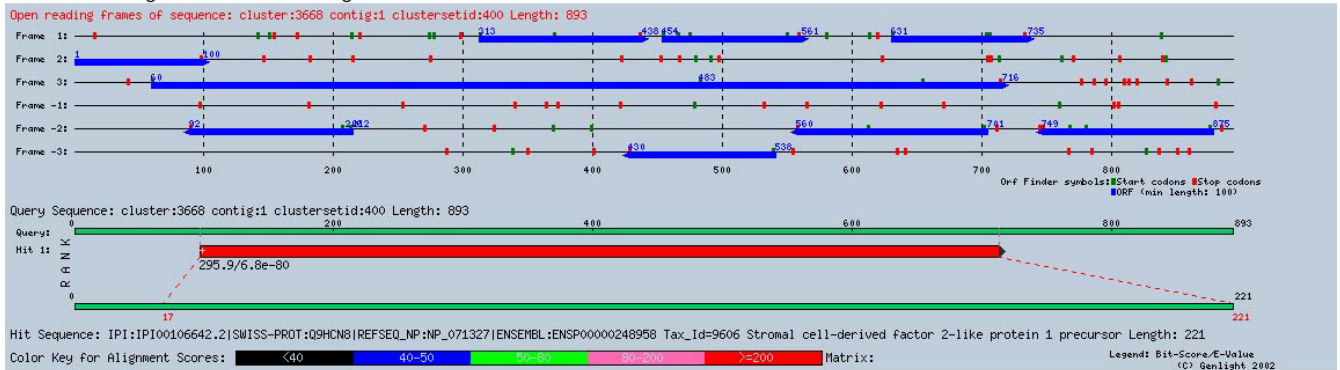 Open reading frames of sequence: cluster:3668 contig:1 clustersetid:400 Length: 893
Frame 1: 313 438 454 561 631 735
Frame 2: 1 100
Frame 3: 60 483 716
Frame -1:
Frame -2: 92 212 560 701 749 875
Frame -3: 430 538
100 200 300 400 500 600 700 800
Orf Finder symbols: Start codons Stop codons
ORF (min length: 100)
Query Sequence: cluster:3668 contig:1 clustersetid:400 Length: 893
0 200 400 600 800 893
Query:
Hit 1:
RANK
295.9/6.8e-80
0 221
17 221
Hit Sequence: IPI:IPI00106642.2|SWISS-PROT:Q9HCN8|REFSEQ_NP:NP_071327|ENSEMBL:ENSP00000248958 Tax_Id=9606 Stromal cell-derived factor 2-like protein 1 precursor Length: 221
Color Key for Alignment Scores: <40 40-50 50-80 80-200 >=200 Matrix:
Legend: Bit-Score/E-Value
(C) Genlight 2002